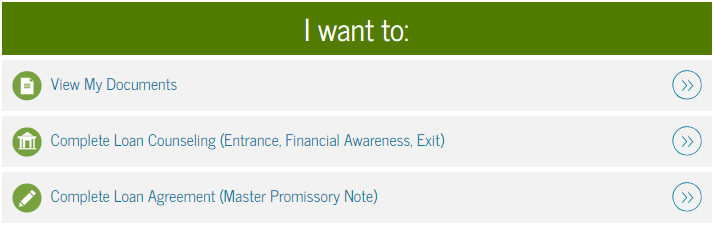 I want to:
View My Documents
Complete Loan Counseling (Entrance, Financial Awareness, Exit)
Complete Loan Agreement (Master Promissory Note)